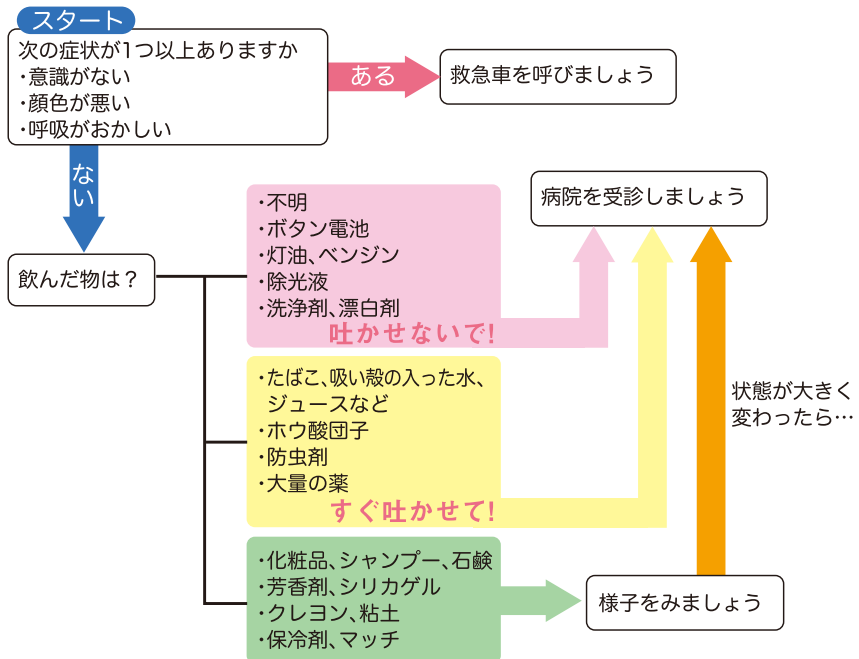 スタート
次の症状が1つ以上ありますか
・意識がない
・顔色が悪い
・呼吸がおかしい
ある
救急車を呼びましょう
ない
飲んだ物は？
・不明
・ボタン電池
・灯油、ベンジン
・除光液
・洗浄剤、漂白剤
吐かせないで!
病院を受診しましょう
・たばこ、吸い殻の入った水、
ジュースなど
・ホウ酸団子
・防虫剤
・大量の薬
すぐ吐かせて!
状態が大きく
変わったら…
・化粧品、シャンプー、石鹸
・芳香剤、シリカゲル
・クレヨン、粘土
・保冷剤、マッチ
様子をみましょう